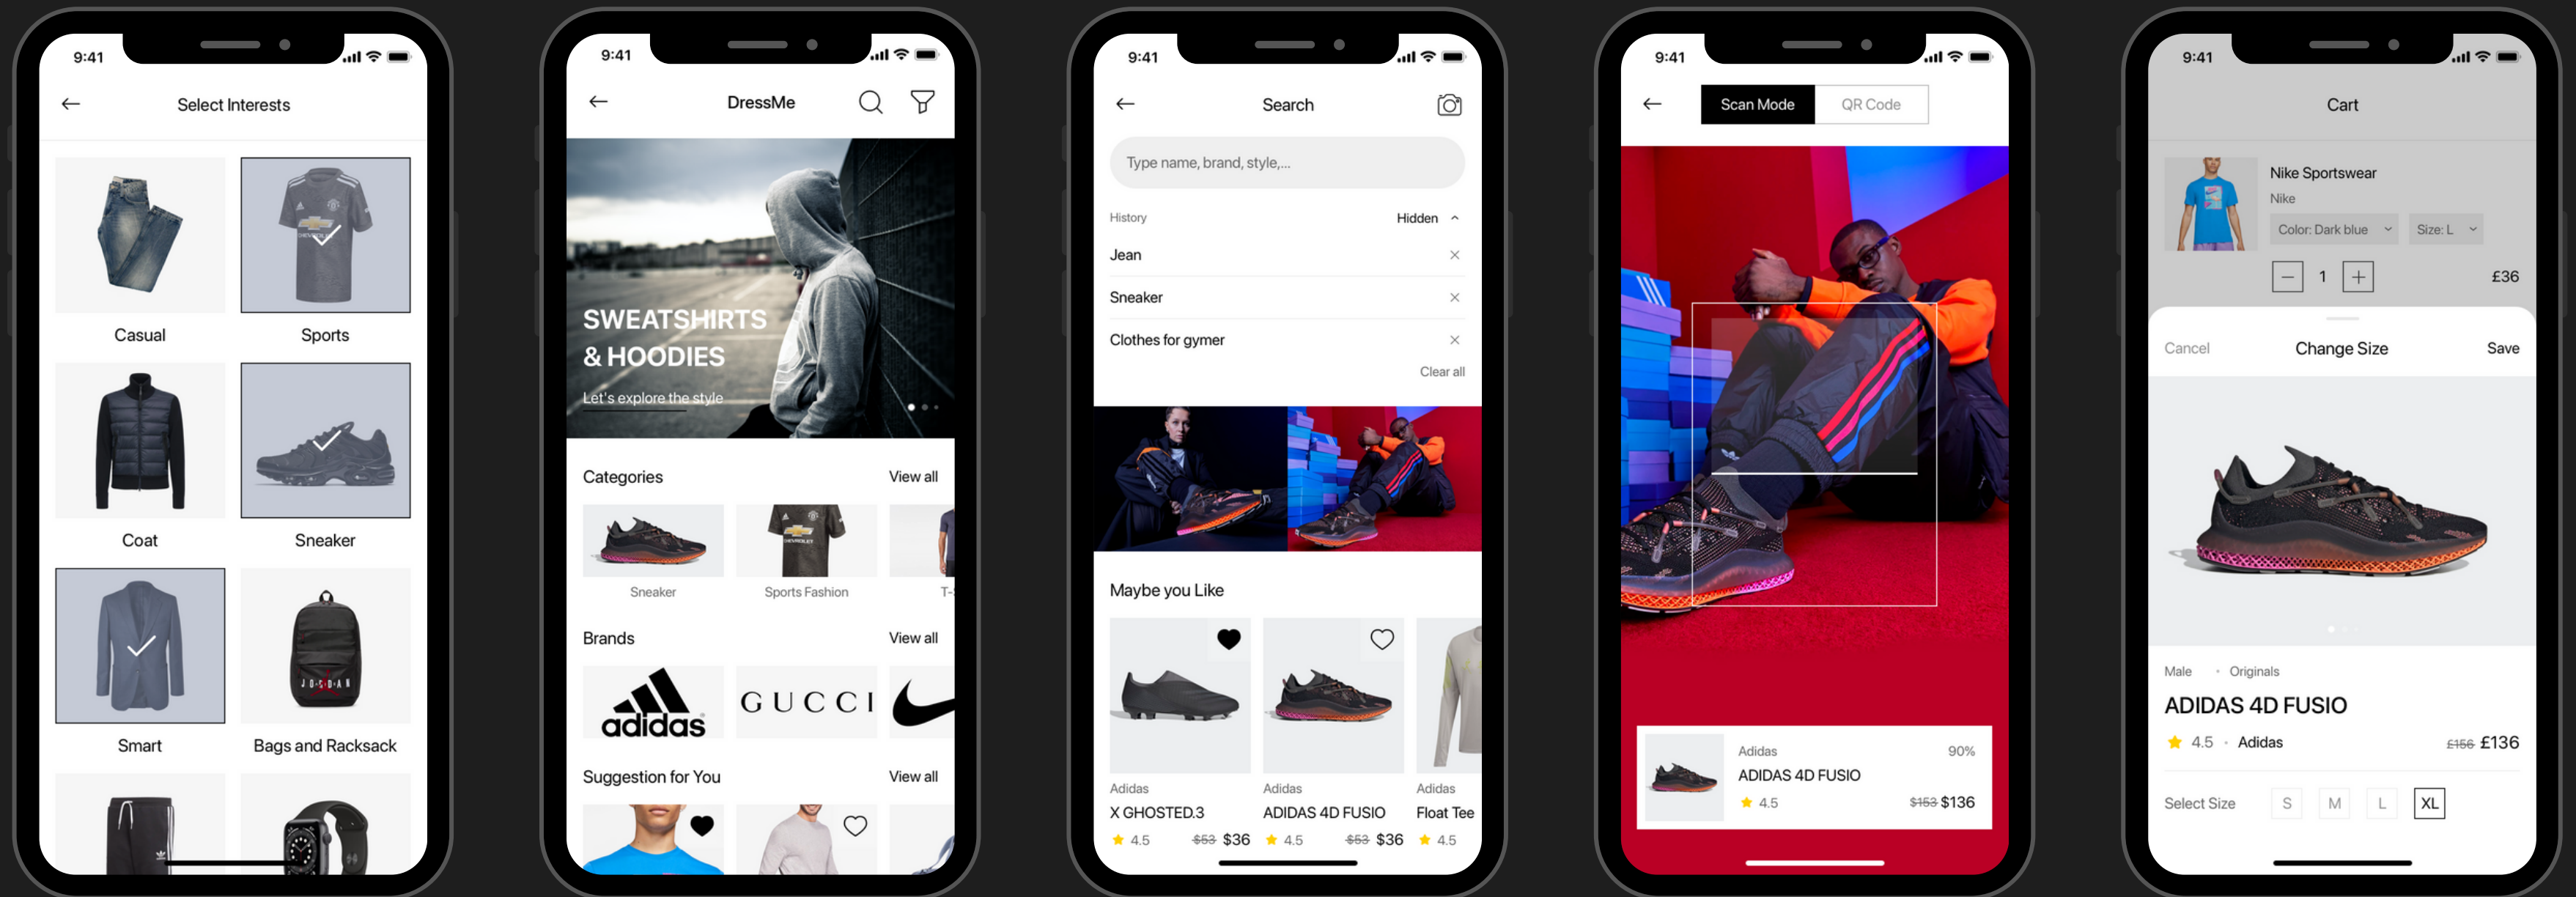 9:41
Select Interests
CHEVROLET
Casual
Sports
Coat
Sneaker
JORDAN
Smart
Bags and Racksack
9:41
DressMe
SWEATSHIRTS
& HOODIES
Let's explore the style
Categories
View all
CHEVROLET
Sneaker
Sports Fashion
T-
Brands
View all
adidas
GUCCI
Suggestion for You
View all
9:41
Search
Type name, brand, style,...
History
Hidden
Jean
Sneaker
Clothes for gymer
Clear all
Maybe you Like
Adidas
Adidas
Adidas
X GHOSTED.3
ADIDAS 4D FUSIO
Float Tee
4.5
$53 $36
4.5
$53 $36
4.5
9:41
Scan Mode
QR Code
Adidas
90%
ADIDAS 4D FUSIO
4.5
$153 $136
9:41
Cart
Nike Sportswear
Nike
Color: Dark blue
Size: L
1
£36
Cancel
Change Size
Save
Male • Originals
ADIDAS 4D FUSIO
4.5 • Adidas
£156 £136
Select Size
S
M
L
XL